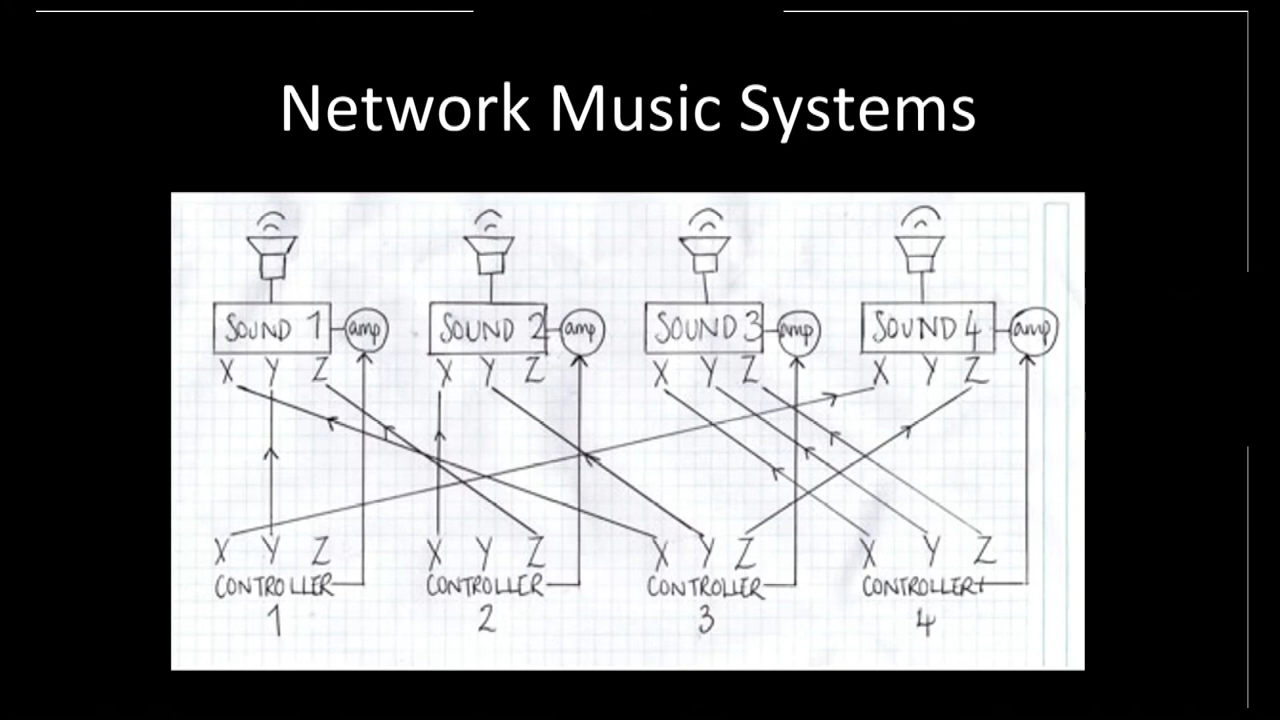 Network Music Systems
SOUND 1 amp SOUND 2 amp SOUND 3 amp SOUND 4 amp
X Y Z X Y Z X Y Z X Y Z
X Y Z X Y Z X Y Z X Y Z
CONTROLLER CONTROLLER CONTROLLER CONTROLLER
1 2 3 4